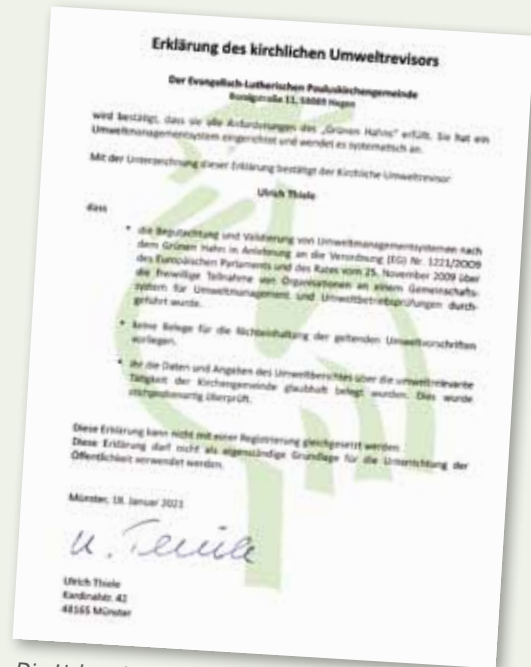 Erklärung des kirchlichen Umweltrevisors
Der Evangelisch-Lutherischen Pauluskirchengemeinde
11, Hagen
wird bestätigt, dass sie alle Anforderungen des „Grünen Hahns" erfüllt. Sie hat ein
Umweltmanagementsystem eingerichtet und wendet es systematisch an.
Mit der Unterzeichnung dieser Erklärung bestätigt der Kirchliche Umweltrevisor
Ulrich Thiele
dass
• die Begutachtung und Validierung von Umweltmanagementsystemen nach
dem Grünen Hahn in Anlehnung an die Verordnung (EG) Nr. 1221/2009
des Europäischen Parlaments und des Rates vom 25. November 2009 über
die freiwillige Teilnahme von Organisationen an einem Gemeinschafts-
system für Umweltmanagement und Umweltbetriebsprüfungen durch-
geführt wurde.
• keine Belege für die Nichteinhaltung der geltenden Umweltvorschriften
vorliegen.
• die Daten und Angaben des Umweltberichtes über die umweltrelevante
Tätigkeit der Kirchengemeinde glaubhaft belegt wurden. Dies wurde
stichprobenartig überprüft.
Diese Erklärung kann nicht mit einer Registrierung gleichgesetzt werden.
Diese Erklärung darf nicht als eigenständige Grundlage für die Unterrichtung der
Öffentlichkeit verwendet werden.
Münster, 18. Januar 2021
U. Thiele
Ulrich Thiele
Kardinalstr. 42
48165 Münster